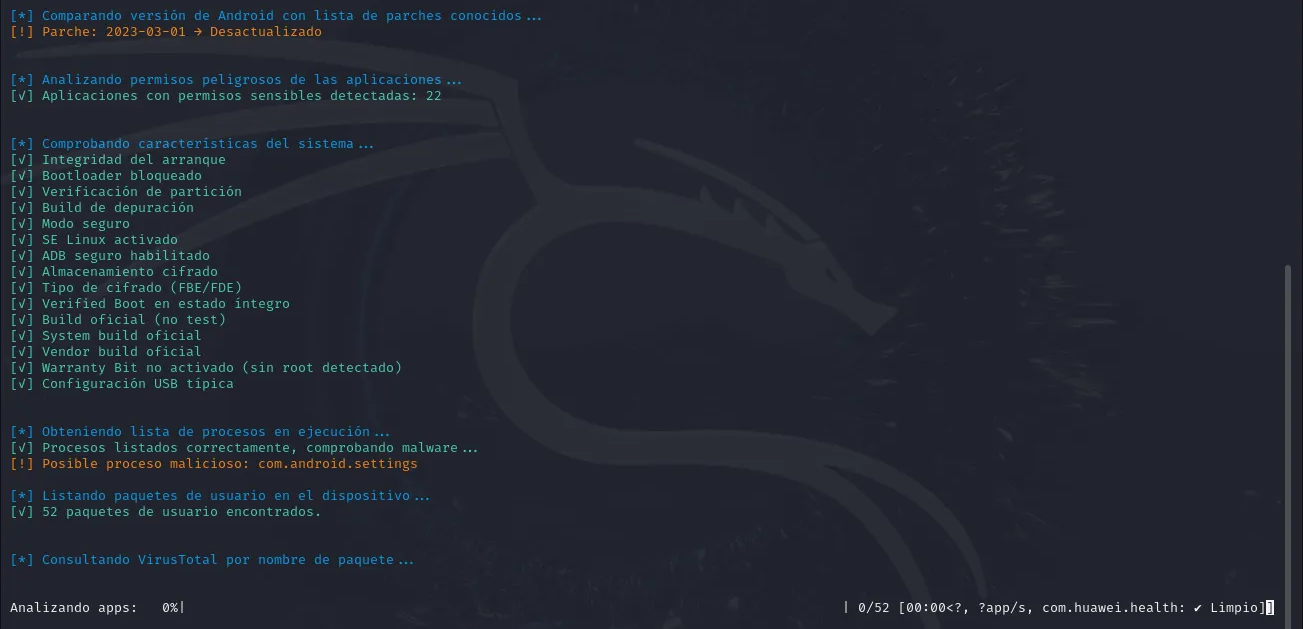 [*] Comparando versión de Android con lista de parches conocidos...
[!] Parche: 2023-03-01 → Desactualizado
[*] Analizando permisos peligrosos de las aplicaciones...
[√] Aplicaciones con permisos sensibles detectadas: 22
[*] Comprobando características del sistema...
[√] Integridad del arranque
[√] Bootloader bloqueado
[√] Verificación de partición
[√] Build de depuración
[√] Modo seguro
[√] SE Linux activado
[√] ADB seguro habilitado
[√] Almacenamiento cifrado
[√] Tipo de cifrado (FBE/FDE)
[√] Verified Boot en estado íntegro
[√] Build oficial (no test)
[√] System build oficial
[√] Vendor build oficial
[√] Warranty Bit no activado (sin root detectado)
[√] Configuración USB típica
[*] Obteniendo lista de procesos en ejecución...
[√] Procesos listados correctamente, comprobando malware...
[!] Posible proceso malicioso: com.android.settings
[*] Listando paquetes de usuario en el dispositivo...
[√] 52 paquetes de usuario encontrados.
[*] Consultando VirusTotal por nombre de paquete...
Analizando apps:   0%|                    | 0/52 [00:00<?, ?app/s, com.huawei.health: ✔ Limpio]]